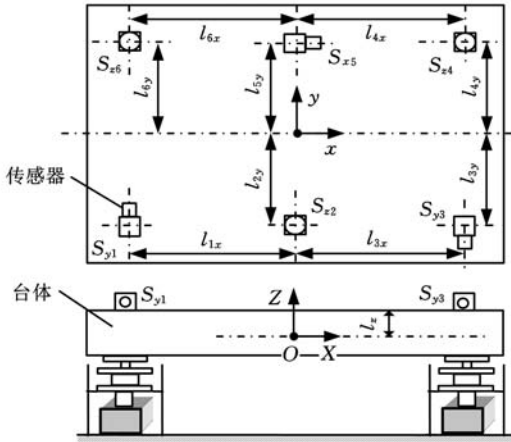 l6x
l4x
Sz6
Sx5
Sz4
l6y
l5y
l4y
y
x
l2y
l3y
传感器
Sz2
Sy1
Sy3
l1x
l3x
台体
Sy1
Z
lz
Sy3
O
X